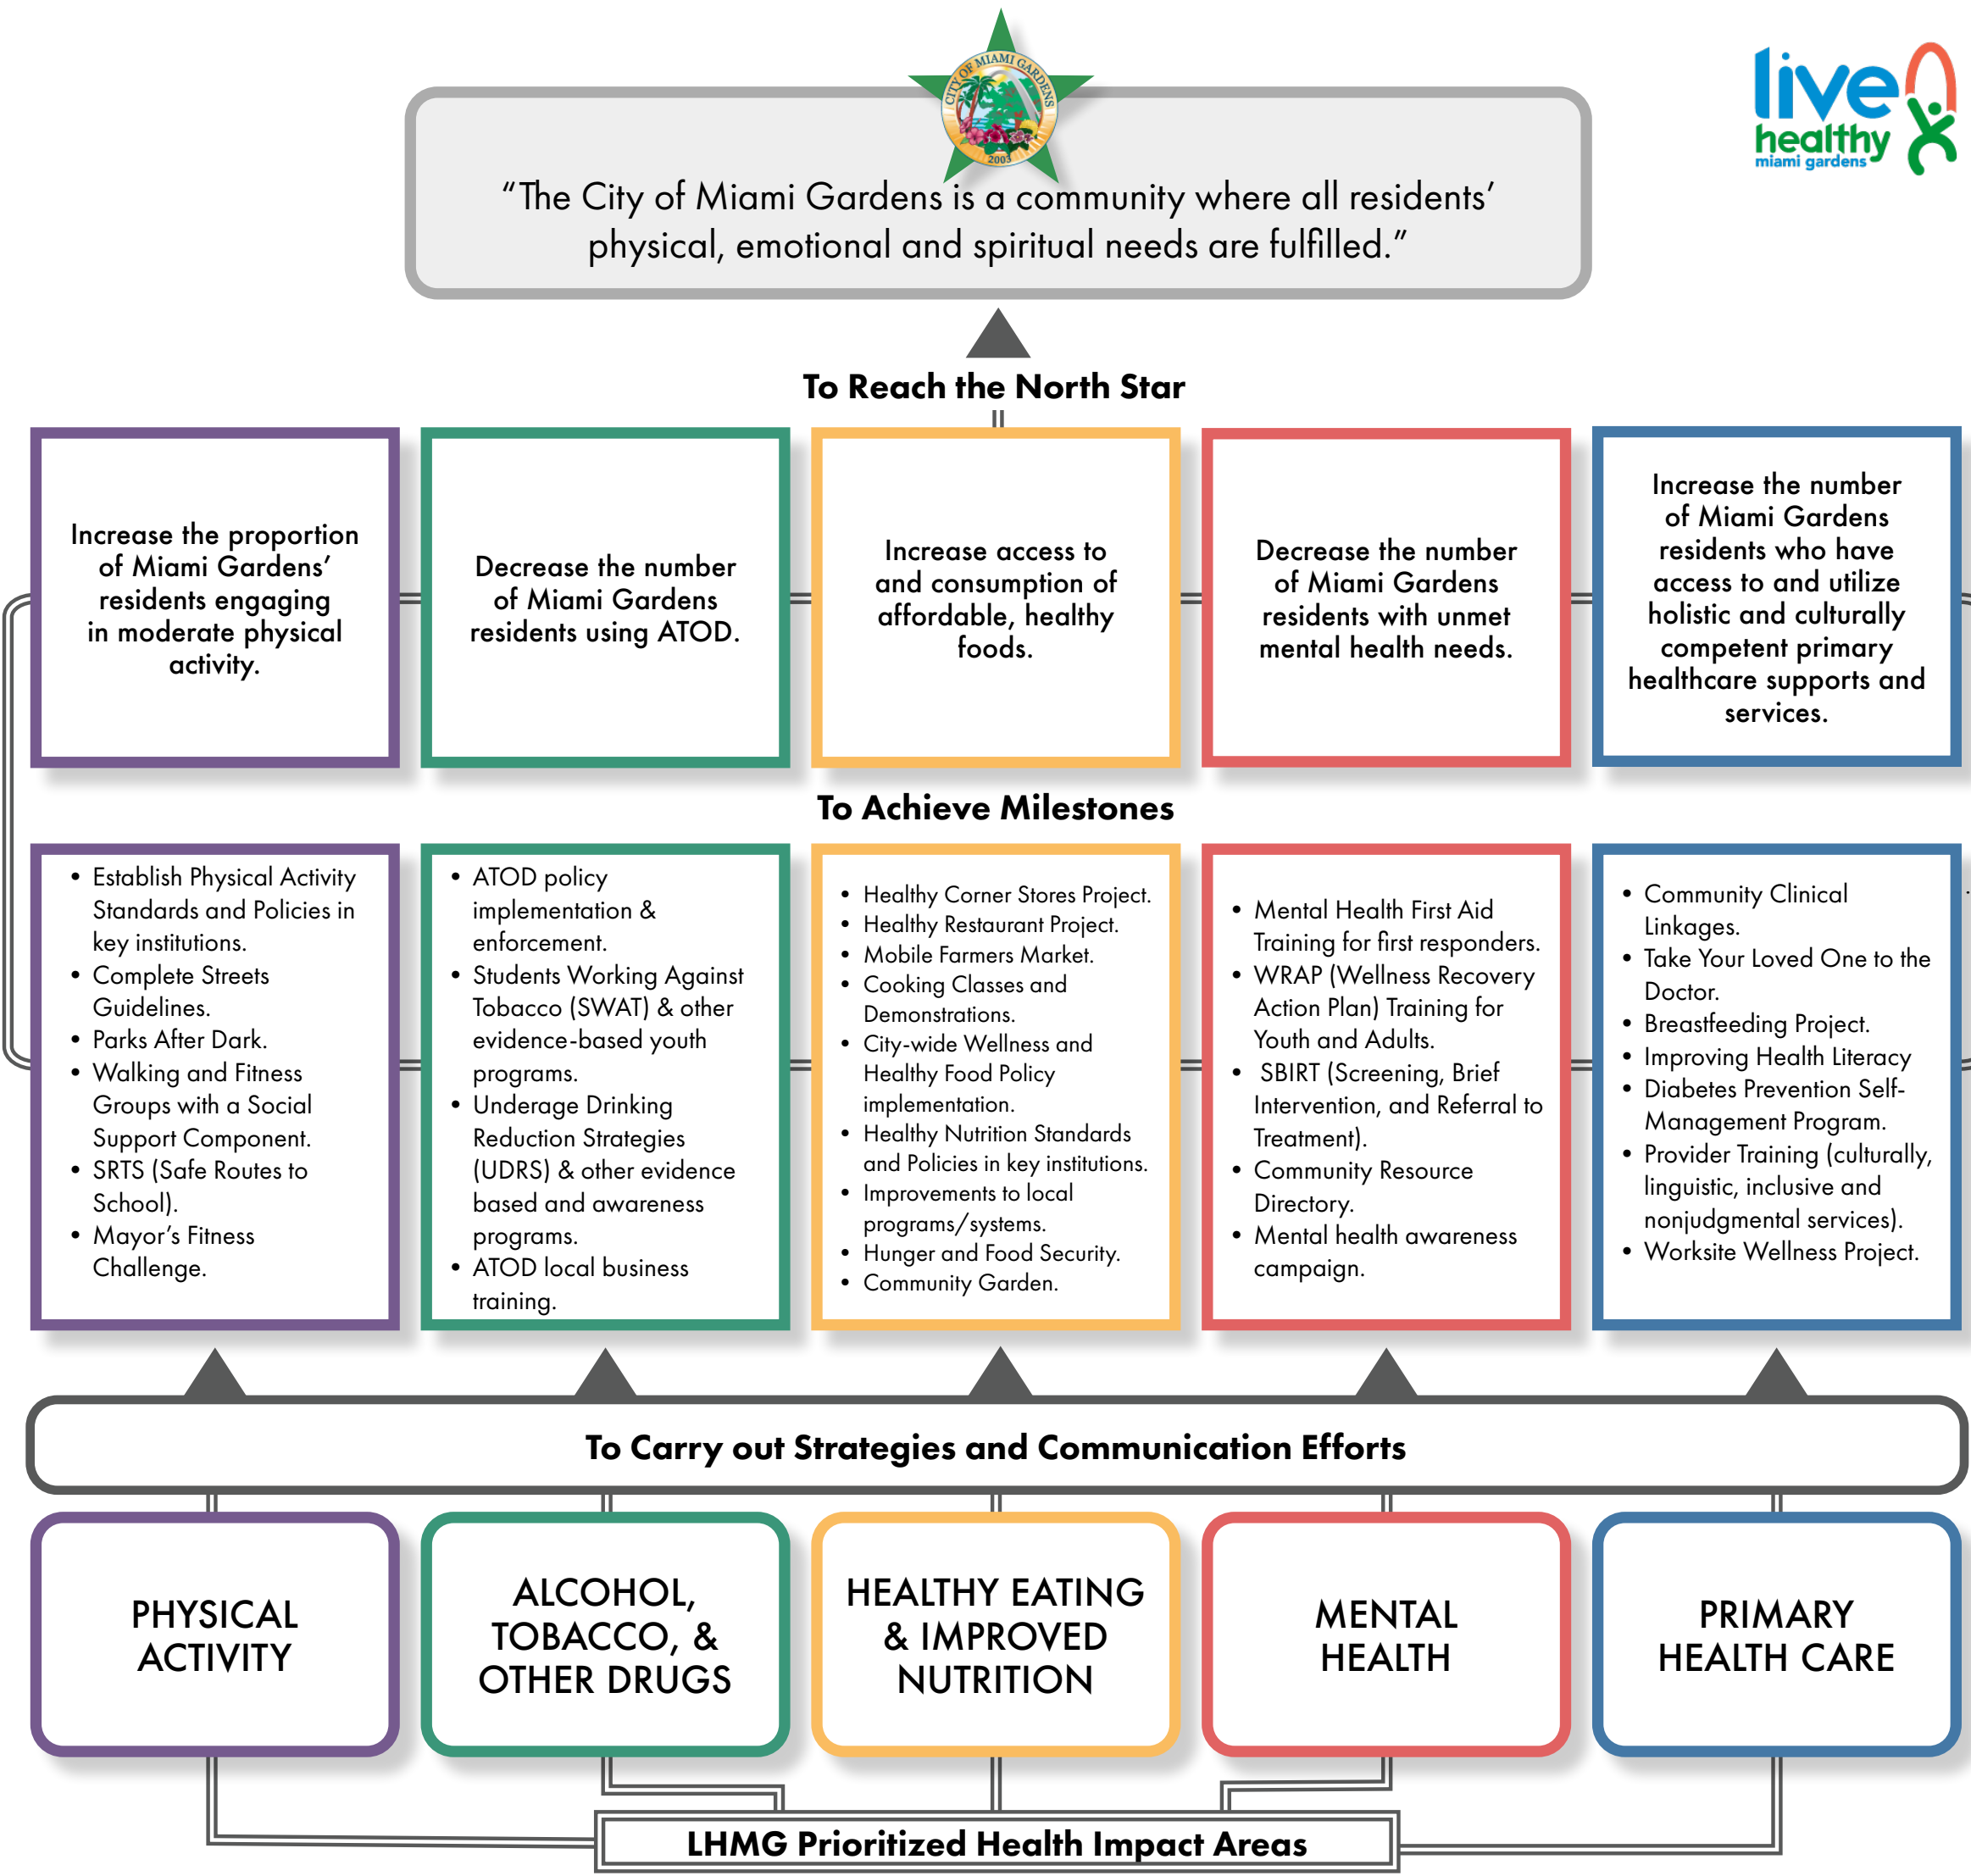 CITY OF MIAMI GARDENS
2003
live
healthy
miami gardens
“The City of Miami Gardens is a community where all residents’
physical, emotional and spiritual needs are fulfilled.”
To Reach the North Star
Increase the proportion
of Miami Gardens’
residents engaging
in moderate physical
activity.
Decrease the number
of Miami Gardens
residents using ATOD.
Increase access to
and consumption of
affordable, healthy
foods.
Decrease the number
of Miami Gardens
residents with unmet
mental health needs.
Increase the number
of Miami Gardens
residents who have
access to and utilize
holistic and culturally
competent primary
healthcare supports and
services.
To Achieve Milestones
• Establish Physical Activity
Standards and Policies in
key institutions.
• Complete Streets
Guidelines.
• Parks After Dark.
• Walking and Fitness
Groups with a Social
Support Component.
• SRTS (Safe Routes to
School).
• Mayor’s Fitness
Challenge.
• ATOD policy
implementation &
enforcement.
• Students Working Against
Tobacco (SWAT) & other
evidence-based youth
programs.
• Underage Drinking
Reduction Strategies
(UDRS) & other evidence
based and awareness
programs.
• ATOD local business
training.
• Healthy Corner Stores Project.
• Healthy Restaurant Project.
• Mobile Farmers Market.
• Cooking Classes and
Demonstrations.
• City-wide Wellness and
Healthy Food Policy
implementation.
• Healthy Nutrition Standards
and Policies in key institutions.
• Improvements to local
programs/systems.
• Hunger and Food Security.
• Community Garden.
• Mental Health First Aid
Training for first responders.
• WRAP (Wellness Recovery
Action Plan) Training for
Youth and Adults.
• SBIRT (Screening, Brief
Intervention, and Referral to
Treatment).
• Community Resource
Directory.
• Mental health awareness
campaign.
• Community Clinical
Linkages.
• Take Your Loved One to the
Doctor.
• Breastfeeding Project.
• Improving Health Literacy
• Diabetes Prevention Self-
Management Program.
• Provider Training (culturally,
linguistic, inclusive and
nonjudgmental services).
• Worksite Wellness Project.
To Carry out Strategies and Communication Efforts
PHYSICAL
ACTIVITY
ALCOHOL,
TOBACCO, &
OTHER DRUGS
HEALTHY EATING
& IMPROVED
NUTRITION
MENTAL
HEALTH
PRIMARY
HEALTH CARE
LHMG Prioritized Health Impact Areas